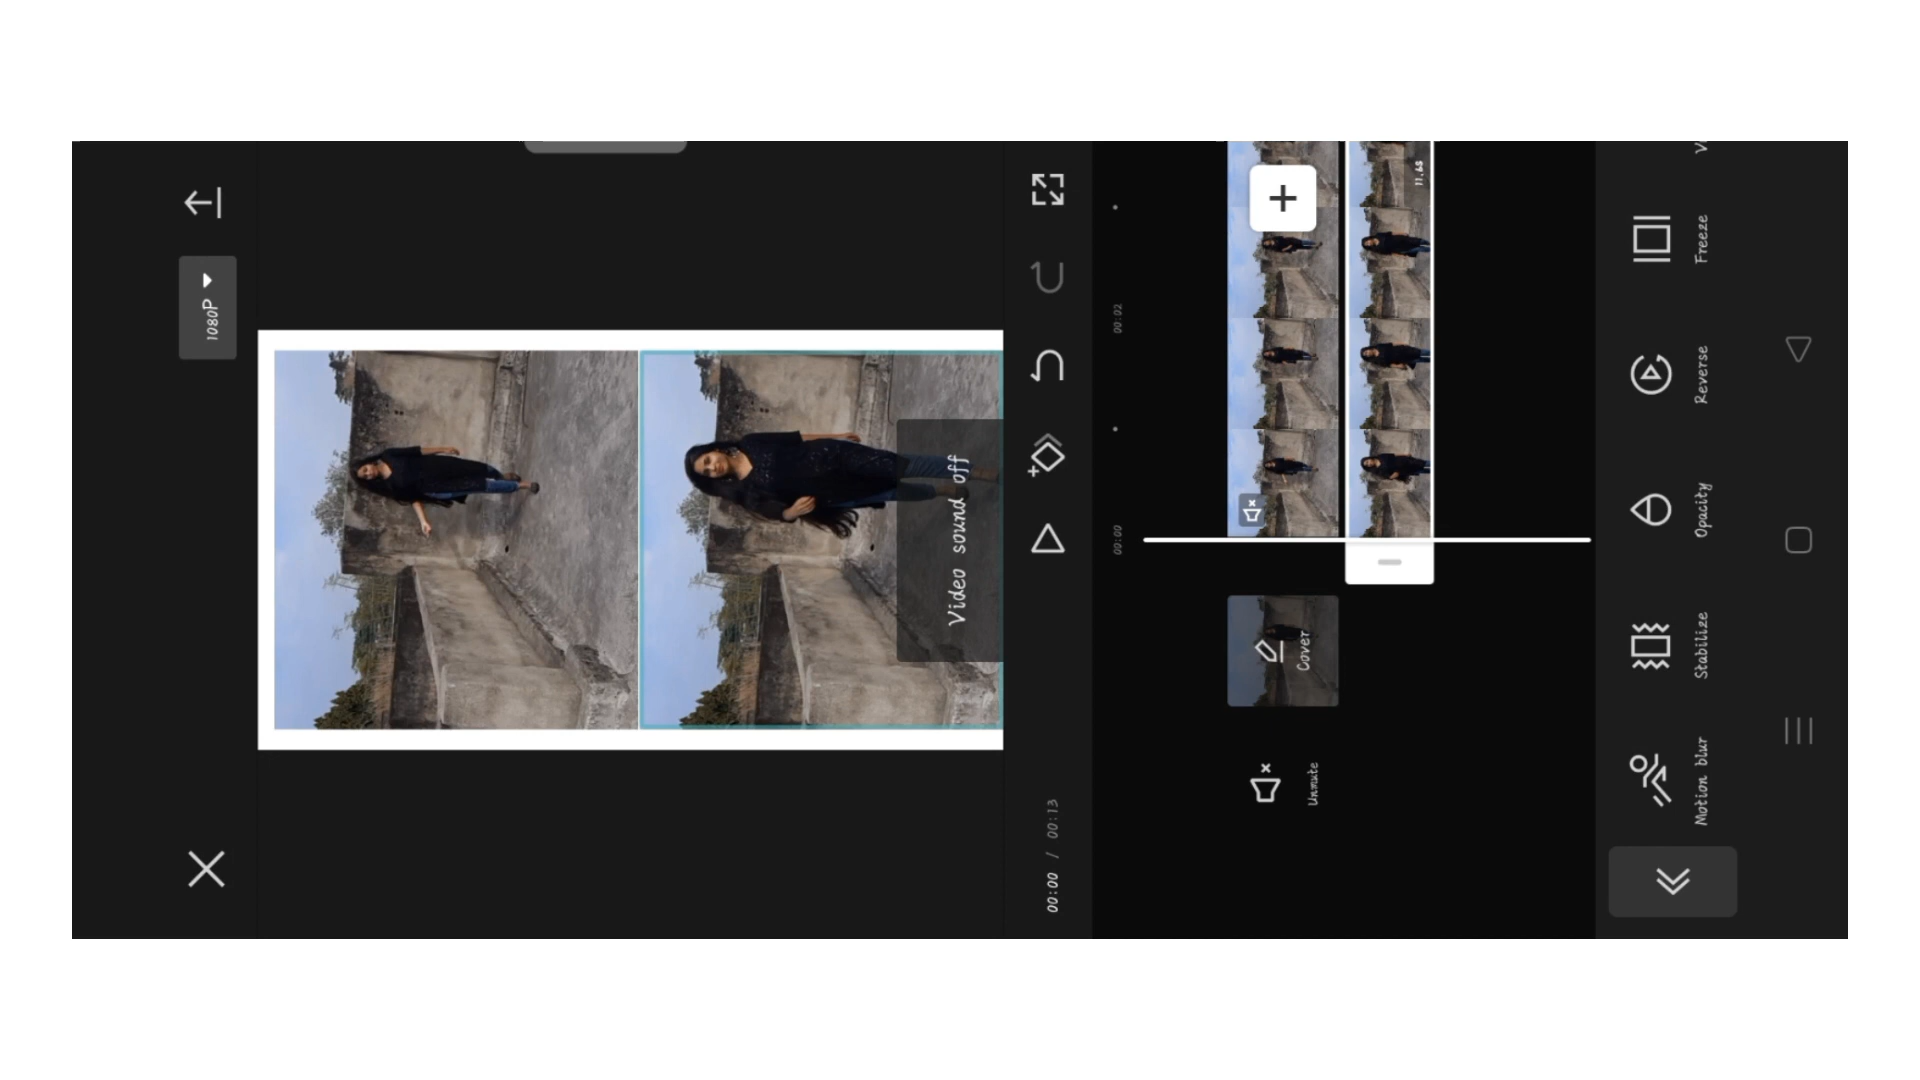 1080P
Video sound off
00:00 / 00:13
00:00
00:02
Unmute
Cover
11.6s
Motion blur
Stabilize
Opacity
Reverse
Freeze